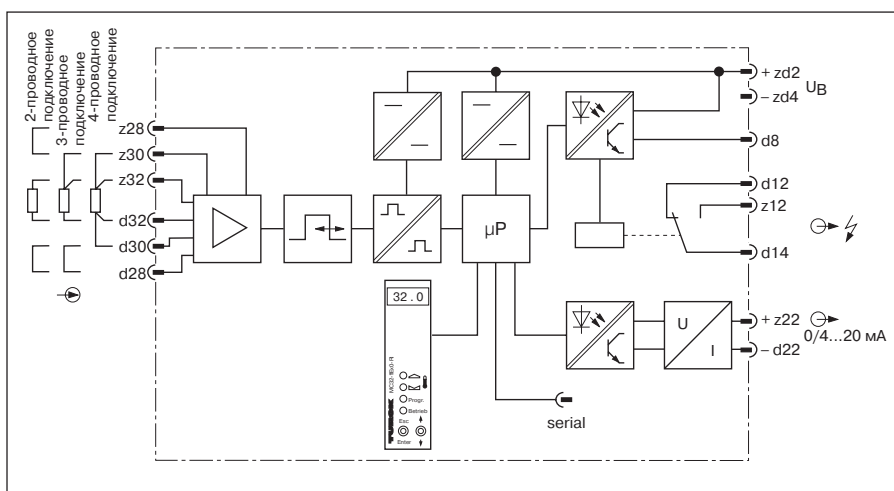 2-проводное
подключение
3-проводное
подключение
4-проводное
подключение
z28
z30
z32
d32
d30
d28
µP
+ zd2
UB
– zd4
d8
d12
z12
d14
+ z22
0/4...20 мА
– d22
U
I
serial
32.0
Progr.
Betrieb
Esc
Enter
TURCK